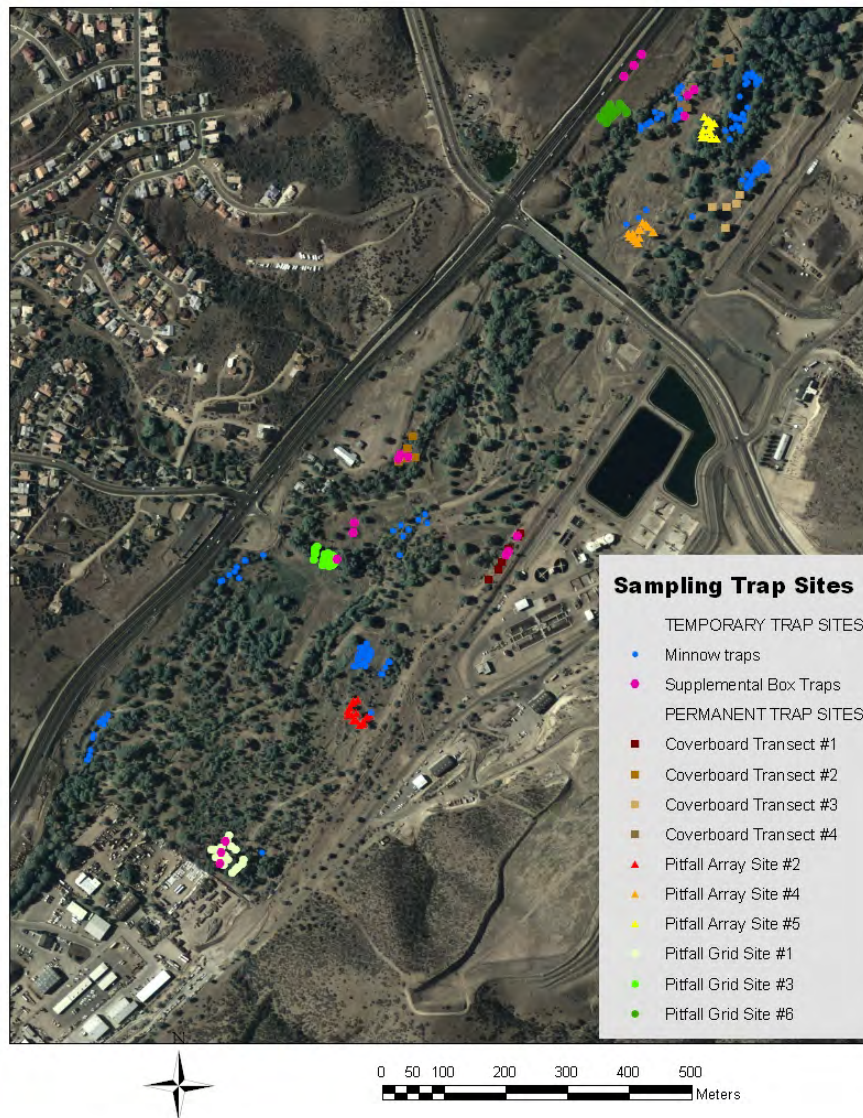 Sampling Trap Sites
TEMPORARY TRAP SITES
Minnow traps
Supplemental Box Traps
PERMANENT TRAP SITES
Coverboard Transect #1
Coverboard Transect #2
Coverboard Transect #3
Coverboard Transect #4
Pitfall Array Site #2
Pitfall Array Site #4
Pitfall Array Site #5
Pitfall Grid Site #1
Pitfall Grid Site #3
Pitfall Grid Site #6
N
0 100 200 300 400 500
Meters